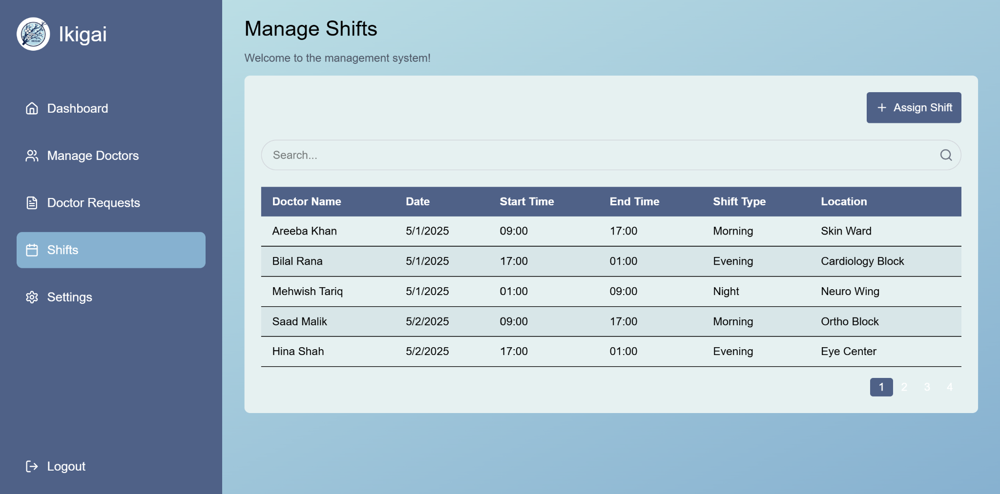 IKIGAI
Ikigai
Dashboard
Manage Doctors
Doctor Requests
Shifts
Settings
Logout
Manage Shifts
Welcome to the management system!
Assign Shift
Search...
Doctor Name Date Start Time End Time Shift Type Location
Areeba Khan 5/1/2025 09:00 17:00 Morning Skin Ward
Bilal Rana 5/1/2025 17:00 01:00 Evening Cardiology Block
Mehwish Tariq 5/1/2025 01:00 09:00 Night Neuro Wing
Saad Malik 5/2/2025 09:00 17:00 Morning Ortho Block
Hina Shah 5/2/2025 17:00 01:00 Evening Eye Center
1 2 3 4